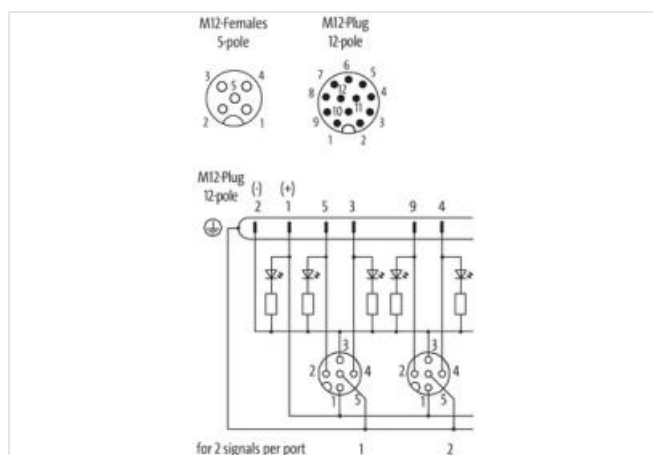 M12-Females M12-Plug
5-pole 12-pole
3 4 5 2 1
6 7 5 12 8 4 10 11 9 3 1 2
M12-Plug
12-pole
(-) (+)
2 1 5 3 9 4
3 3
2 4 2 4
1 5 1 5
for 2 signals per port 1 2